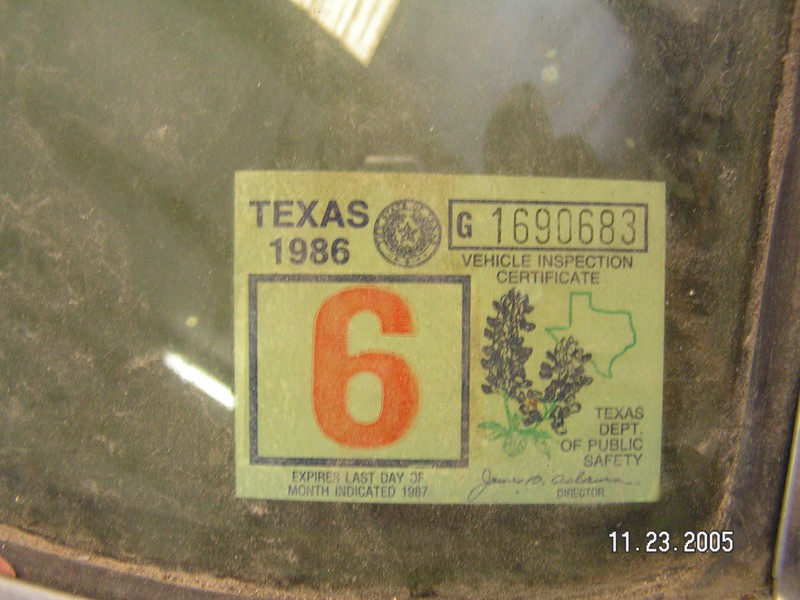 TEXAS
1986
G 1690683
VEHICLE INSPECTION
CERTIFICATE
6
TEXAS
DEPT.
OF PUBLIC
SAFETY
EXPIRES LAST DAY OF
MONTH INDICATED 1987
DIRECTOR
11.23.2005